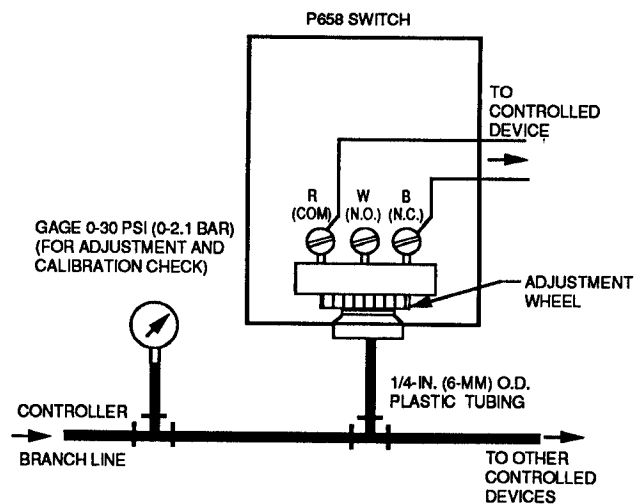 P658 SWITCH
TO
CONTROLLED
DEVICE
R W B
(COM) (N.O.) (N.C.)
GAGE 0-30 PSI (0-2.1 BAR)
(FOR ADJUSTMENT AND
CALIBRATION CHECK)
ADJUSTMENT
WHEEL
1/4-IN. (6-MM) O.D.
PLASTIC TUBING
CONTROLLER
BRANCH LINE
TO OTHER
CONTROLLED
DEVICES